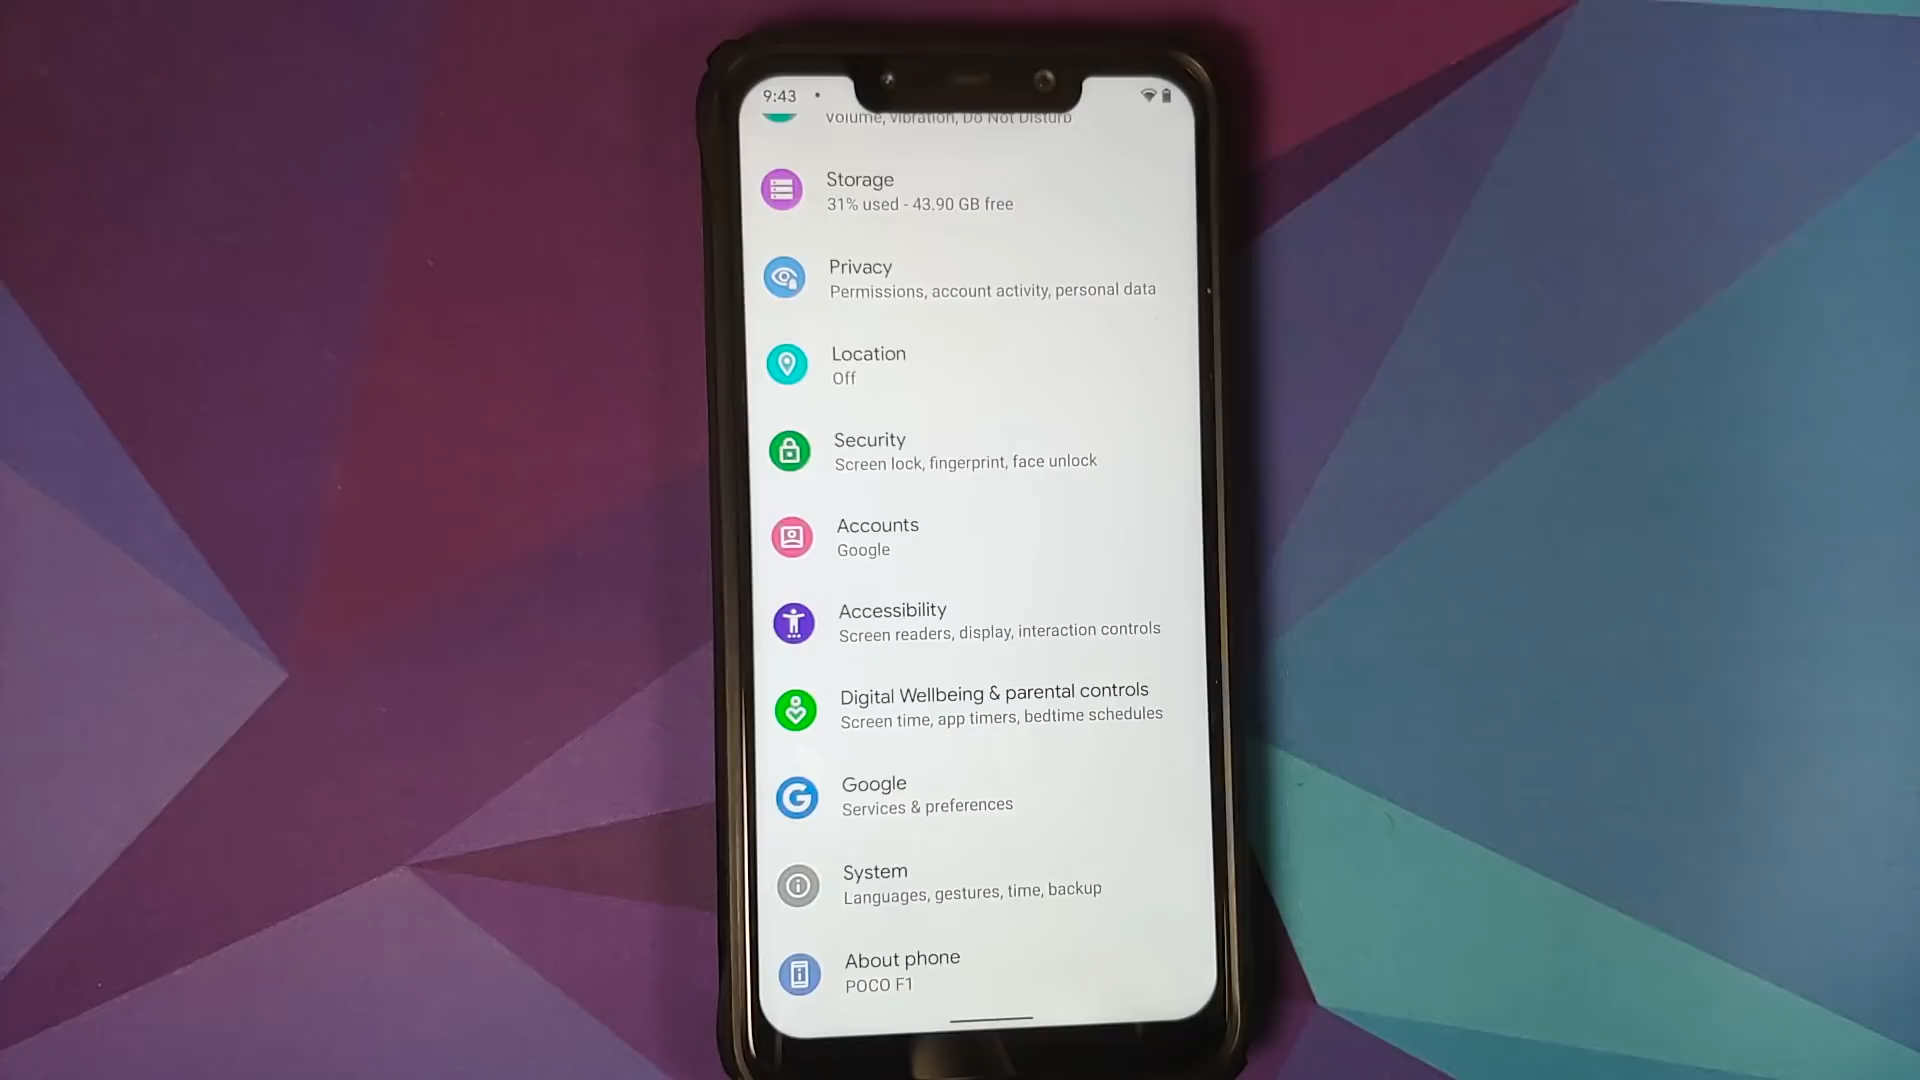 9:43
Volume, vibration, Do Not Disturb
Storage
31% used - 43.90 GB free
Privacy
Permissions, account activity, personal data
Location
Off
Security
Screen lock, fingerprint, face unlock
Accounts
Google
Accessibility
Screen readers, display, interaction controls
Digital Wellbeing & parental controls
Screen time, app timers, bedtime schedules
Google
Services & preferences
System
Languages, gestures, time, backup
About phone
POCO F1